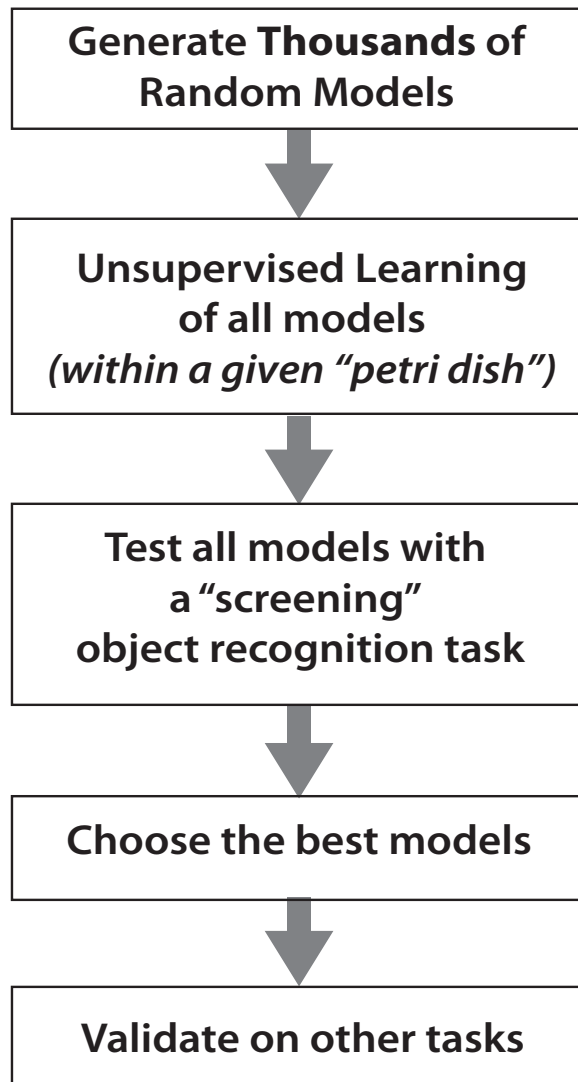 Generate Thousands of
Random Models
Unsupervised Learning
of all models
(within a given “petri dish”)
Test all models with
a “screening”
object recognition task
Choose the best models
Validate on other tasks